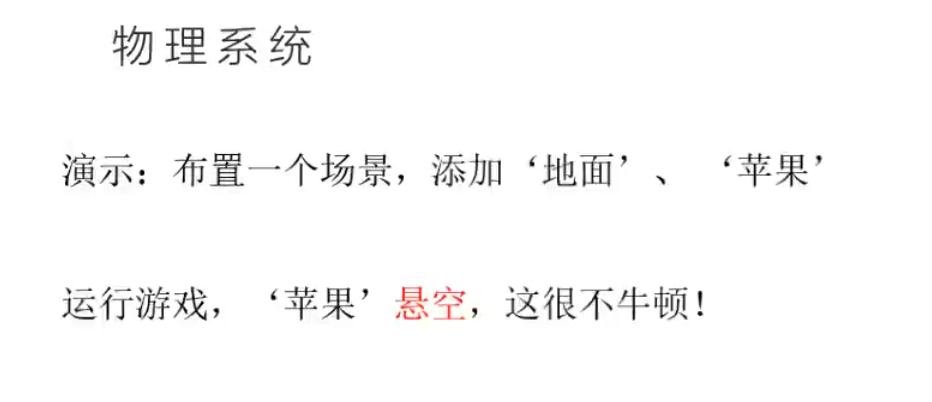 物理系统
演示：布置一个场景，添加‘地面’、 ‘苹果’
运行游戏，‘苹果’悬空，这很不牛顿！